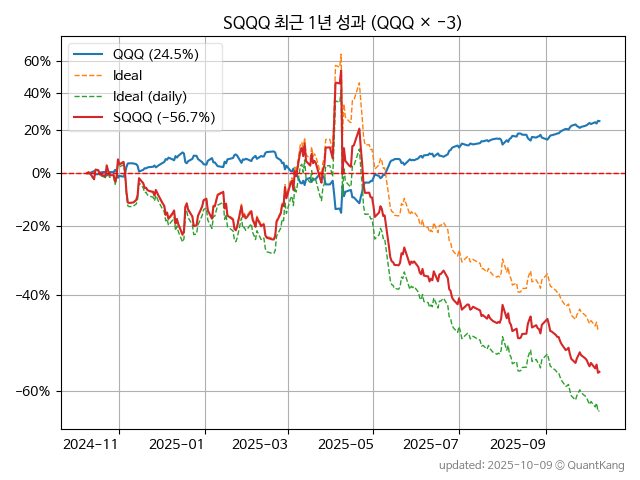 SQQQ 최근 1년 성과 (QQQ × −3)
QQQ (24.5%)
Ideal
Ideal (daily)
SQQQ (−56.7%)
60%
40%
20%
0%
−20%
−40%
−60%
2024−11 2025−01 2025−03 2025−05 2025−07 2025−09
updated: 2025-10-09 © QuantKang